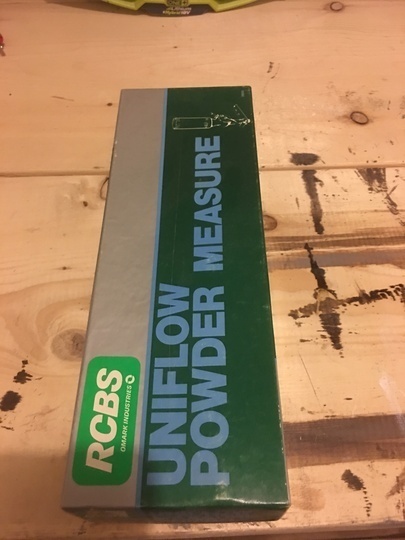 RCBS
OMARK INDUSTRIES
UNIFLOW
POWDER MEASURE